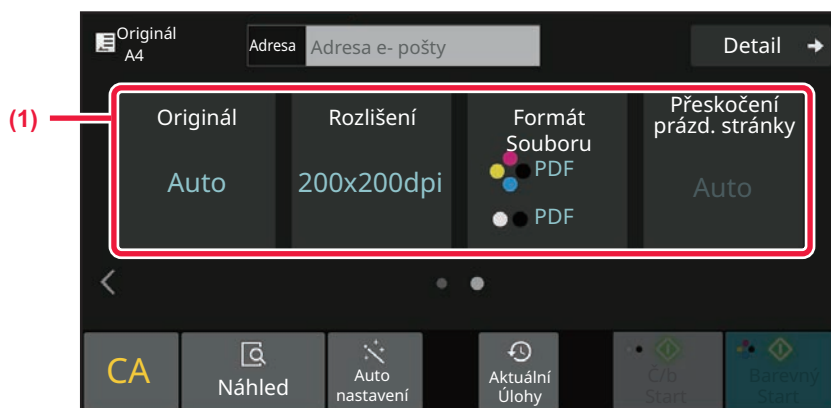 Originál
A4
Adresa
Adresa e- pošty
Detail
(1)
Originál
Auto
Rozlišení
200x200dpi
Formát
Souboru
PDF
PDF
Přeskočení
prázd. stránky
Auto
CA
Náhled
Auto
nastavení
Aktuální
Úlohy
Č/b
Start
Barevný
Start